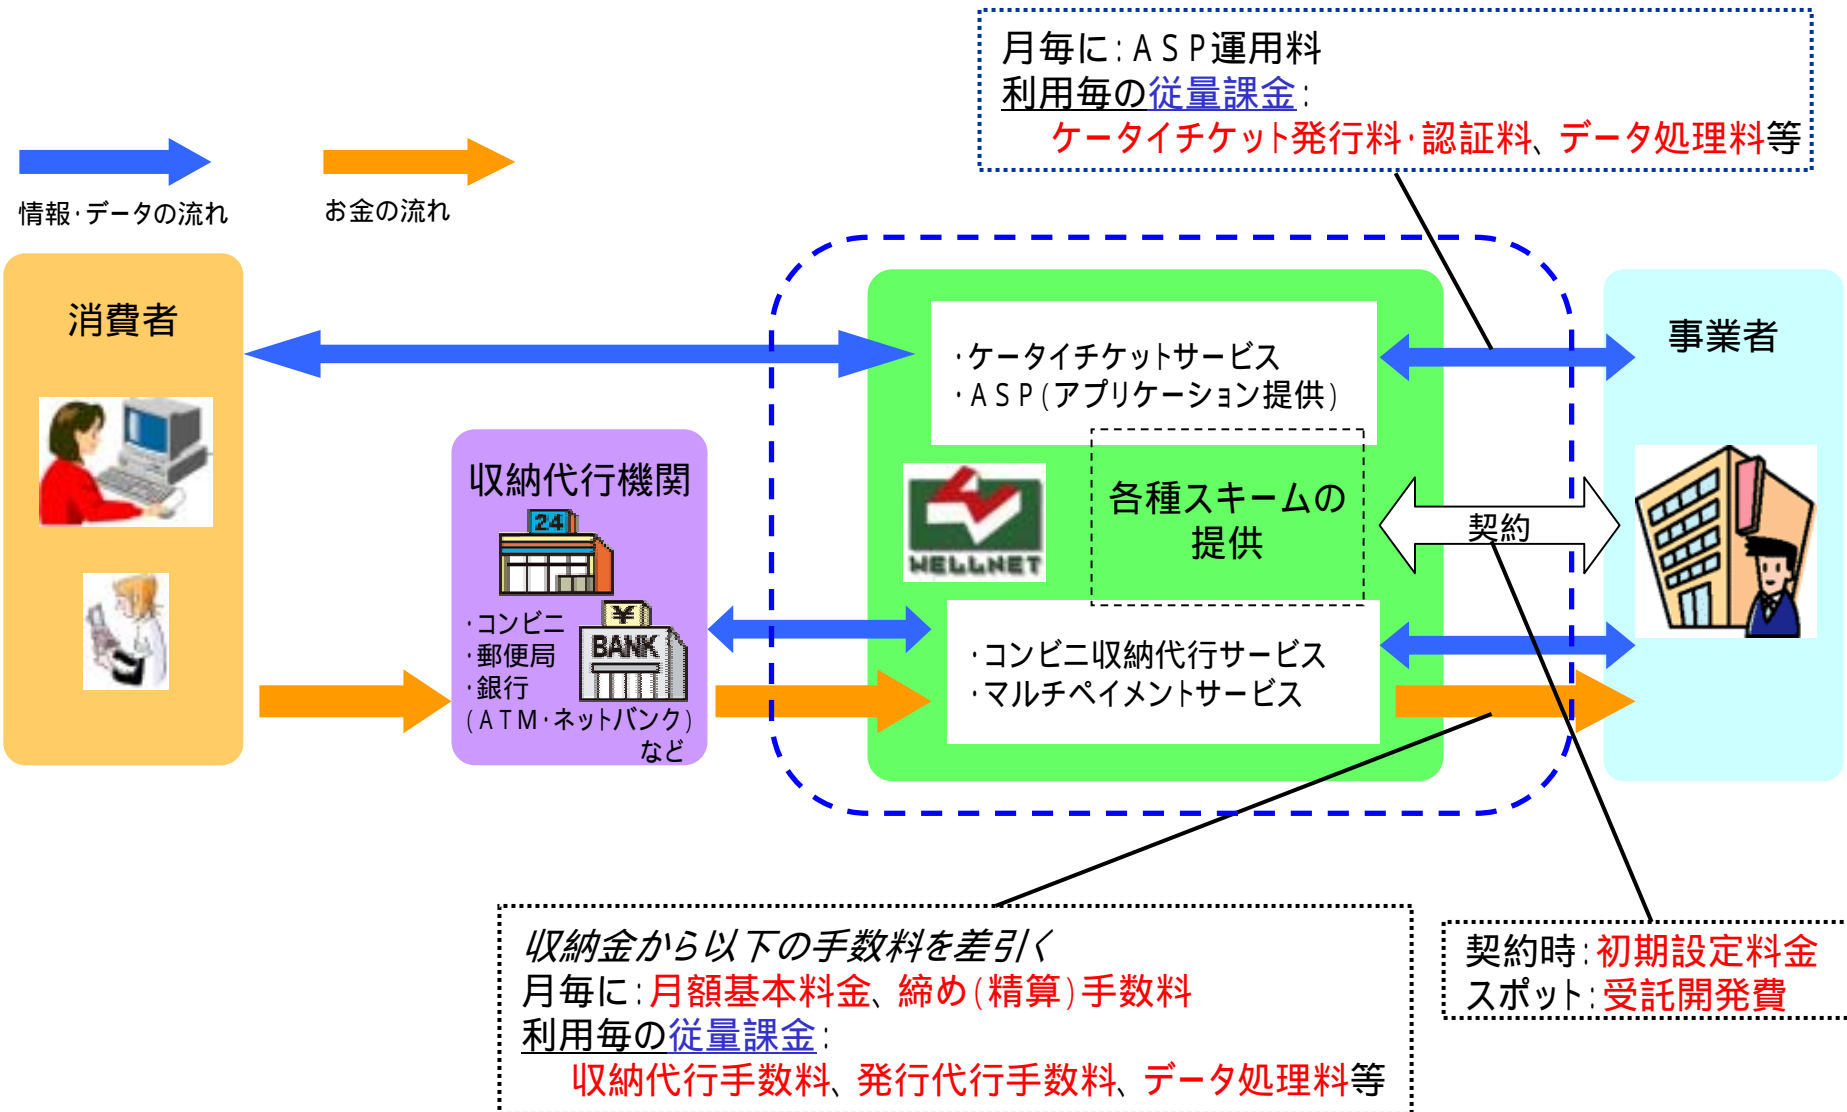 月毎に:ASP運用料
利用毎の従量課金:
ケータイチケット発行料・認証料、データ処理料等
情報・データの流れ
お金の流れ
消費者
収納代行機関
24
¥
BANK
・コンビニ
・郵便局
・銀行
(ATM・ネットバンク)
など
・ケータイチケットサービス
・ASP(アプリケーション提供)
WELLNET
各種スキームの
提供
・コンビニ収納代行サービス
・マルチペイメントサービス
契約
事業者
収納金から以下の手数料を差引く
月毎に:月額基本料金、締め(精算)手数料
利用毎の従量課金:
収納代行手数料、発行代行手数料、データ処理料等
契約時:初期設定料金
スポット:受託開発費